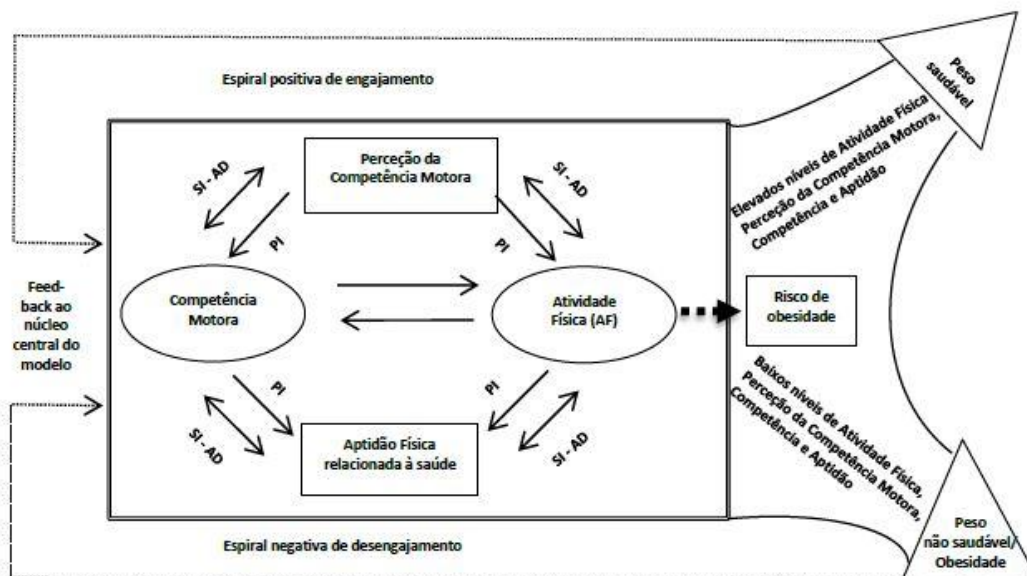 Espiral positiva de engajamento
Peso
saudável
Elevados níveis de Atividade Física
Perceção da Competência Motora,
Competência e Aptidão
Perceção da
Competência Motora
SI - AD
PI
SI - AD
PI
Feed-
back ao
núcleo
central do
modelo
Competência
Motora
Atividade
Física (AF)
Risco de
obesidade
PI
SI - AD
PI
SI - AD
Aptidão Física
relacionada à saúde
Baixos níveis de Atividade Física,
Perceção da Competência Motora,
Competência e Aptidão
Espiral negativa de desengajamento
Peso
não saudável/
Obesidade